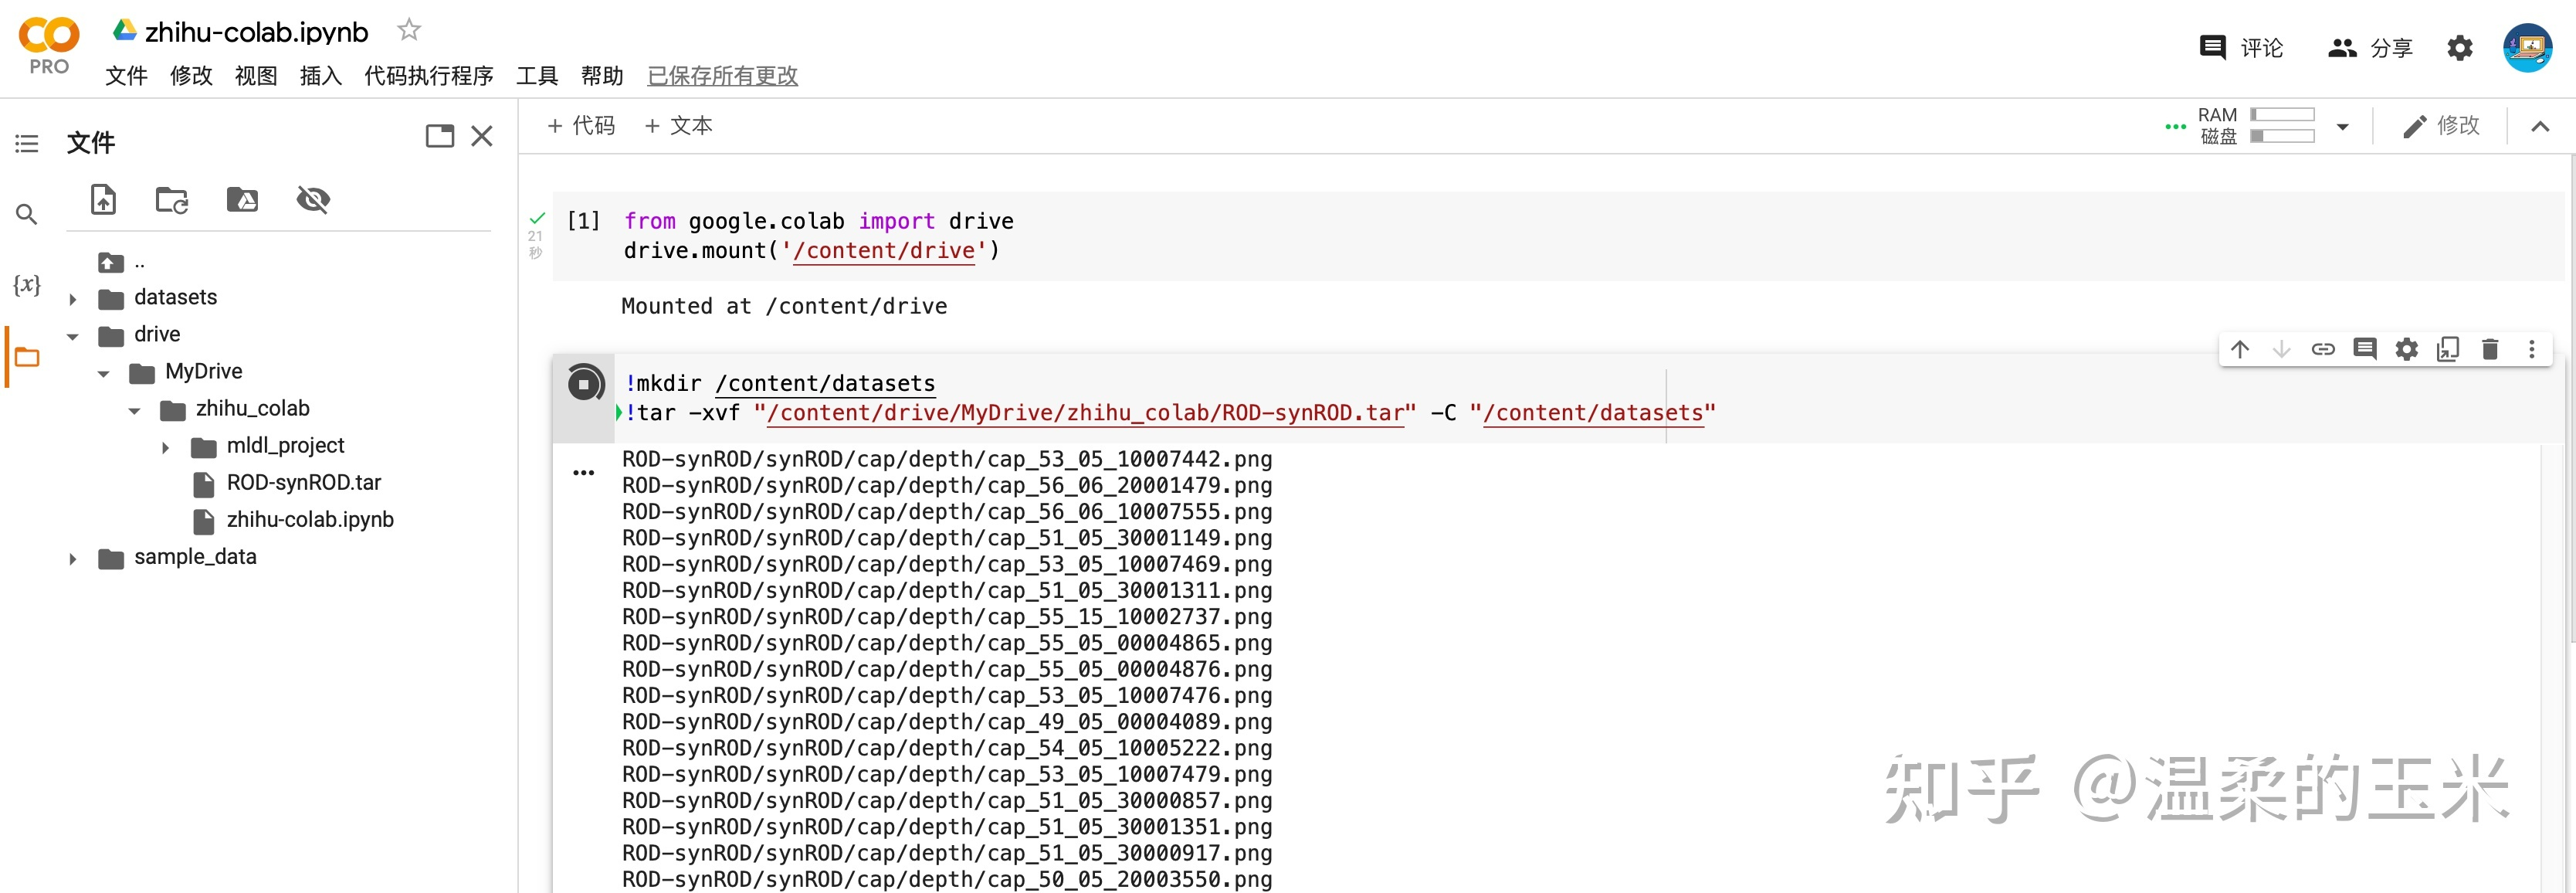 PRO
zhihu-colab.ipynb
文件 修改 视图 插入 代码执行程序 工具 帮助 已保存所有更改
评论 分享
文件
..
datasets
drive
MyDrive
zhihu_colab
mldl_project
ROD-synROD.tar
zhihu-colab.ipynb
sample_data
{x}
+ 代码 + 文本
RAM
磁盘
修改
21
秒
[1] from google.colab import drive
drive.mount('/content/drive')
Mounted at /content/drive
!mkdir /content/datasets
!tar -xvf "/content/drive/MyDrive/zhihu_colab/ROD-synROD.tar" -C "/content/datasets"
ROD-synROD/synROD/cap/depth/cap_53_05_10007442.png
ROD-synROD/synROD/cap/depth/cap_56_06_20001479.png
ROD-synROD/synROD/cap/depth/cap_56_06_10007555.png
ROD-synROD/synROD/cap/depth/cap_51_05_30001149.png
ROD-synROD/synROD/cap/depth/cap_53_05_10007469.png
ROD-synROD/synROD/cap/depth/cap_51_05_30001311.png
ROD-synROD/synROD/cap/depth/cap_55_15_10002737.png
ROD-synROD/synROD/cap/depth/cap_55_05_00004865.png
ROD-synROD/synROD/cap/depth/cap_55_05_00004876.png
ROD-synROD/synROD/cap/depth/cap_53_05_10007476.png
ROD-synROD/synROD/cap/depth/cap_49_05_00004089.png
ROD-synROD/synROD/cap/depth/cap_54_05_10005222.png
ROD-synROD/synROD/cap/depth/cap_53_05_10007479.png
ROD-synROD/synROD/cap/depth/cap_51_05_30000857.png
ROD-synROD/synROD/cap/depth/cap_51_05_30001351.png
ROD-synROD/synROD/cap/depth/cap_51_05_30000917.png
ROD-synROD/synROD/cap/depth/cap_50_05_20003550.png
知乎 @温柔的玉米